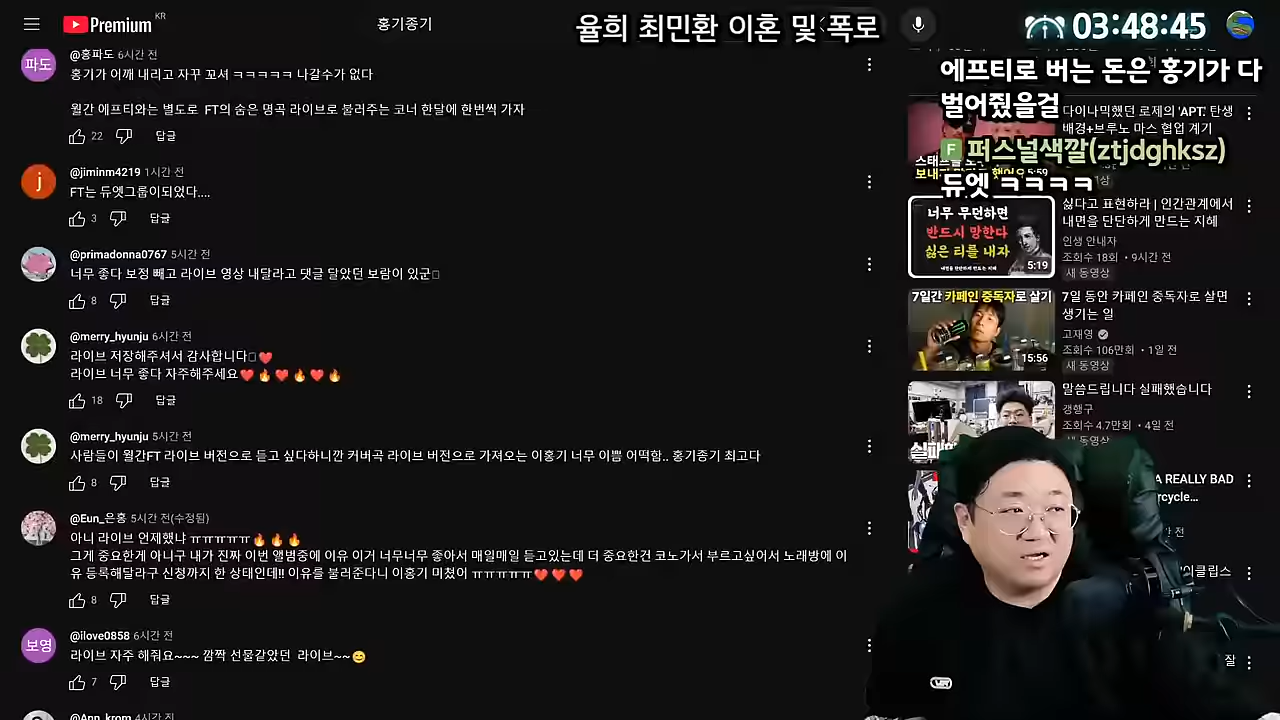 Premium KR
홍기종기
율희 최민환 이혼 및 폭로
03:48:45
파도
@홍파도 6시간 전
홍기가 이깨 내리고 자꾸 꼬셔 ㅋㅋㅋㅋㅋ 나갈수가 없다
월간 에프티와는 별도로 FT의 숨은 명곡 라이브로 불러주는 코너 한달에 한번씩 가자
22 답글
j
@jiminm4219 1시간 전
FT는 듀엣그룹이되었다....
3 답글
@primadonna0767 5시간 전
너무 좋다 보정 빼고 라이브 영상 내달라고 댓글 달았던 보람이 있군
8 답글
@merry_hyunju 6시간 전
라이브 저장해주셔서 감사합니다❤️
라이브 너무 좋다 자주해주세요❤️🔥❤️🔥❤️🔥
18 답글
@merry_hyunju 5시간 전
사람들이 월간FT 라이브 버전으로 듣고 싶다하니깐 커버곡 라이브 버전으로 가져오는 이홍기 너무 이쁨 어떡함.. 홍기종기 최고다
8 답글
@Eun_은홍 5시간 전(수정됨)
아니 라이브 언제했냐 ㅠㅠㅠㅠㅠ🔥🔥🔥
그게 중요한게 아니구 내가 진짜 이번 앨범중에 이유 이거 너무너무 좋아서 매일매일 듣고있는데 더 중요한건 코노가서 부르고싶어서 노래방에 이
유 등록해달라구 신청까지 한 상태인데!! 이유를 불러준다니 이홍기 미쳤이 ㅠㅠㅠㅠㅠ❤️❤️❤️
8 답글
보영
@ilove0858 6시간 전
라이브 자주 해줘요~~~ 깜짝 선물같았던 라이브~~😊
7 답글
@Ann_krom 4시간 전
에프티로 버는 돈은 홍기가 다
벌어줬을걸
F 퍼스널색깔(ztjdghksz)
듀엣 ㅋㅋㅋㅋ
다이나믹했던 로제의 'APT.' 탄생
배경+브루노 마스 협업 계기
5:59
너무 무던하면
반드시 망한다
싫은 티를 내자
내면을 단단하게 만드는 지혜
5:19
싫다고 표현하라 | 인간관계에서
내면을 단단하게 만드는 지혜
인생 안내자
조회수 18회 • 9시간 전
새 동영상
7일간 카페인 중독자로 살기
15:56
7일 동안 카페인 중독자로 살면
생기는 일
고재영
조회수 106만회 • 1일 전
새 동영상
말씀드립니다 실패했습니다
갱행구
조회수 4.7만회 • 4일 전
새 동영상
A REALLY BAD
rcycle...
전
이클립스
잘